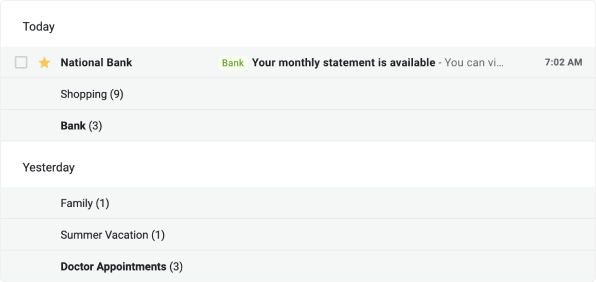 Today
National Bank Bank Your monthly statement is available - You can vi... 7:02 AM
Shopping (9)
Bank (3)
Yesterday
Family (1)
Summer Vacation (1)
Doctor Appointments (3)